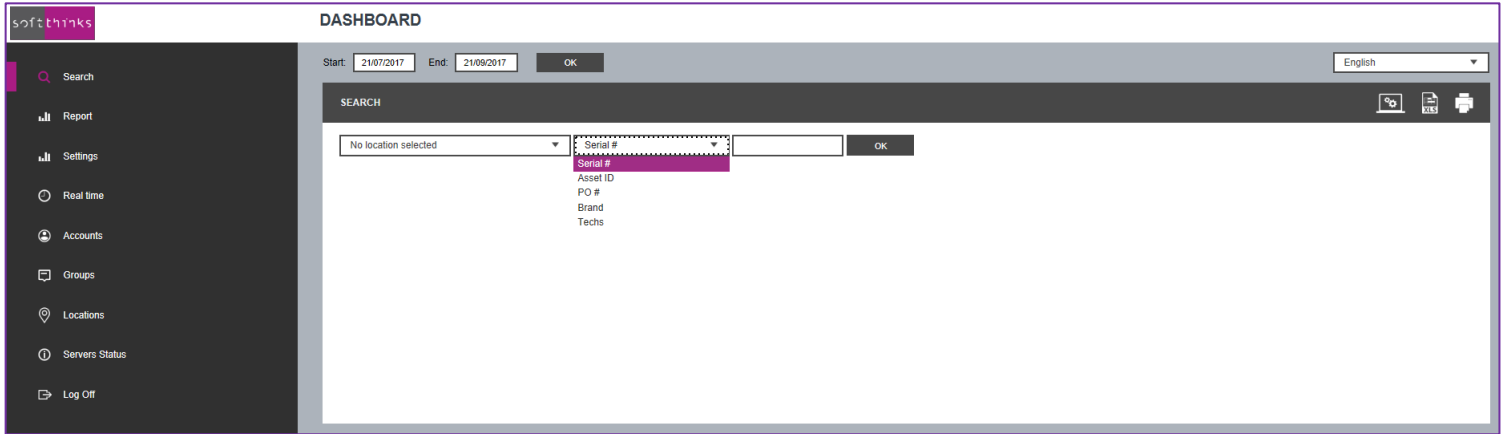 softthinks
DASHBOARD
Search
Report
Settings
Real time
Accounts
Groups
Locations
Servers Status
Log Off
Start: 21/07/2017 End: 21/09/2017 OK
English
SEARCH
XLS
No location selected Serial # OK
Serial #
Asset ID
PO #
Brand
Techs